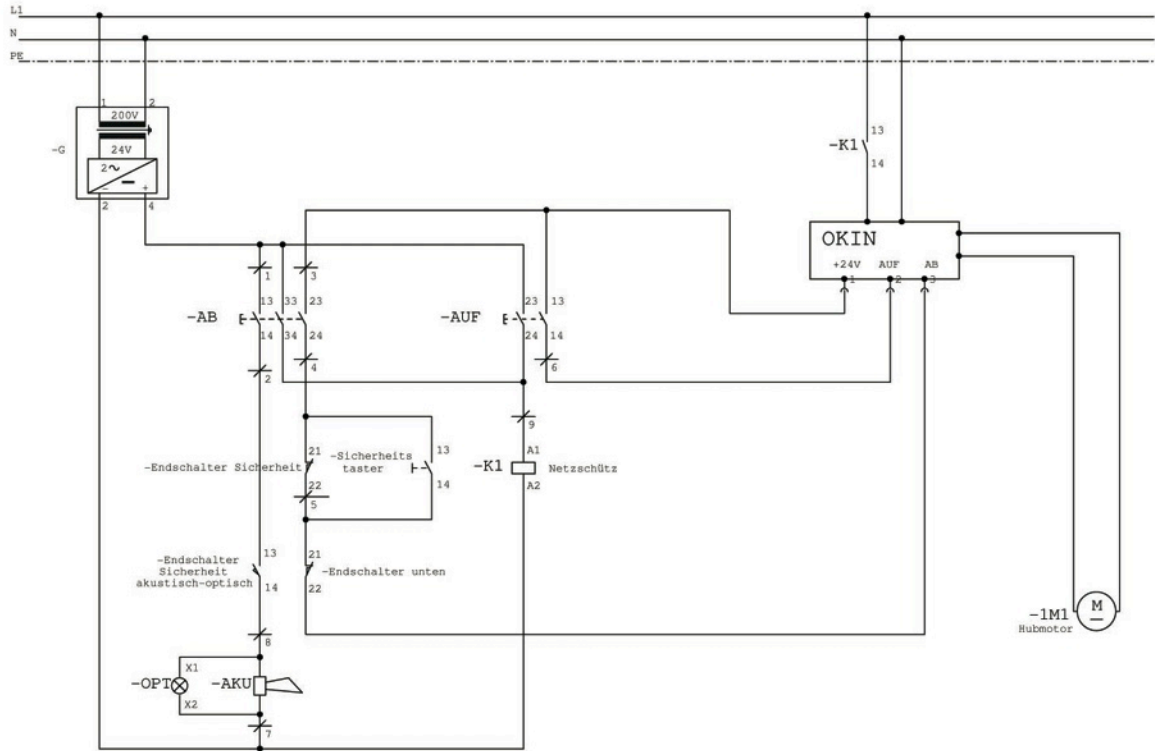 L1
N
PE
1 2
200V
-G
24V
2~
- +
2 4
13
-K1
14
OKIN
+24V AUF AB
1 2 3
1 3
13 33 23
-AB
14 34 24
23 13
-AUF
24 14
2 4 6
9
21
-Endschalter Sicherheit
22
5
-Sicherheits
taster
13
14
A1
-K1 Netzschütz
A2
-Endschalter
Sicherheit
akustisch-optisch
13
14
21
-Endschalter unten
22
8
X1
-OPT -AKU
X2
7
-1M1
Hubmotor
M